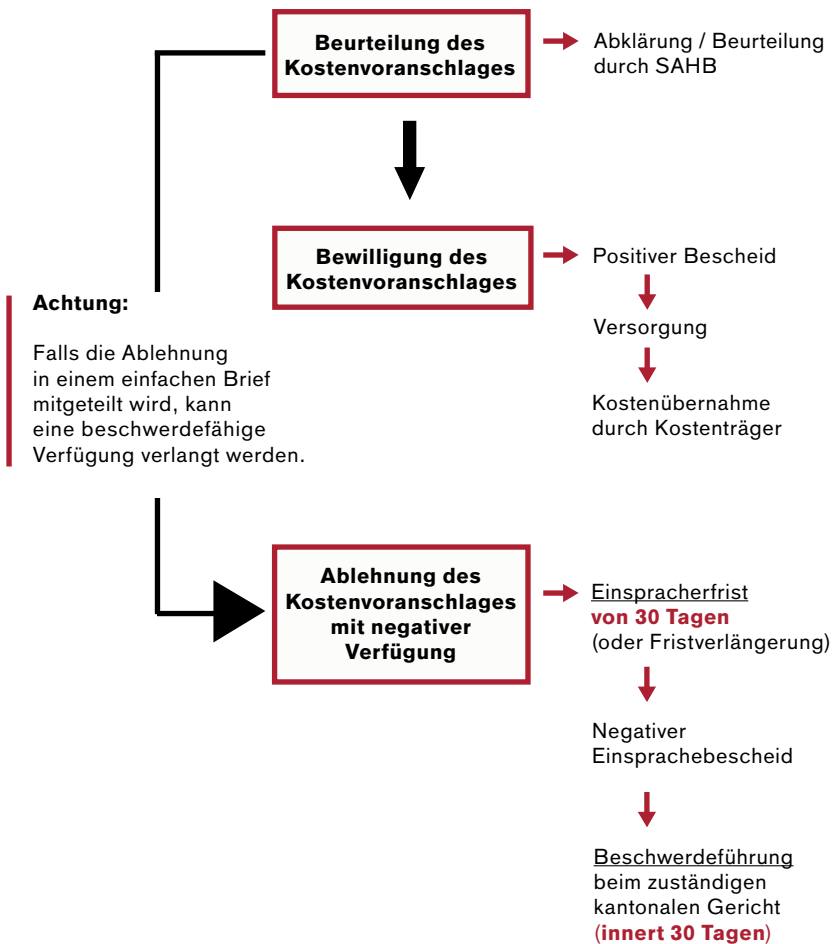 Beurteilung des
Kostenvoranschlages
Abklärung / Beurteilung
durch SAHB
Bewilligung des
Kostenvoranschlages
Positiver Bescheid
Versorgung
Kostenübernahme
durch Kostenträger
Achtung:
Falls die Ablehnung
in einem einfachen Brief
mitgeteilt wird, kann
eine beschwerdefähige
Verfügung verlangt werden.
Ablehnung des
Kostenvoranschlages
mit negativer
Verfügung
Einspracherfrist
von 30 Tagen
(oder Fristverlängerung)
Negativer
Einsprachebescheid
Beschwerdeführung
beim zuständigen
kantonalen Gericht
(innert 30 Tagen)